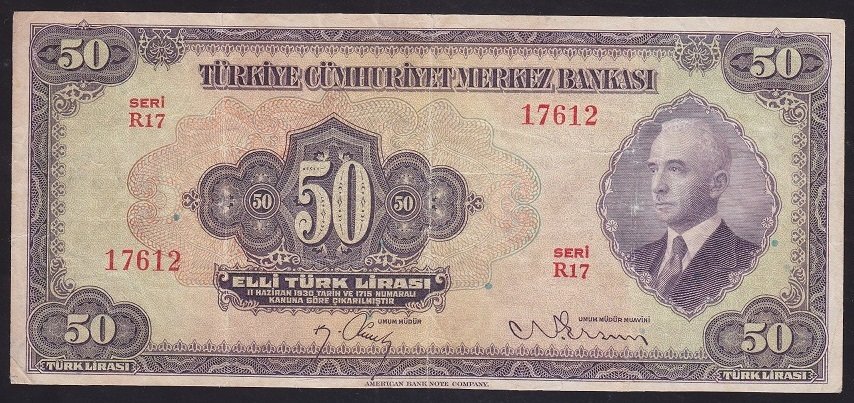 50
50
TÜRKİYE CÜMHURİYET MERKEZ BANKASI
SERİ
R17
17612
50
50
50
17612
SERİ
R17
ELLİ TÜRK LİRASI
11 HAZİRAN 1930 TARİH VE 1715 NUMARALI
KANUNA GÖRE ÇIKARILMIŞTIR
UMUM MÜDÜR
UMUM MÜDÜR MUAVİNİ
50
50
TÜRK LİRASI
TÜRK LİRASI
AMERICAN BANK NOTE COMPANY.